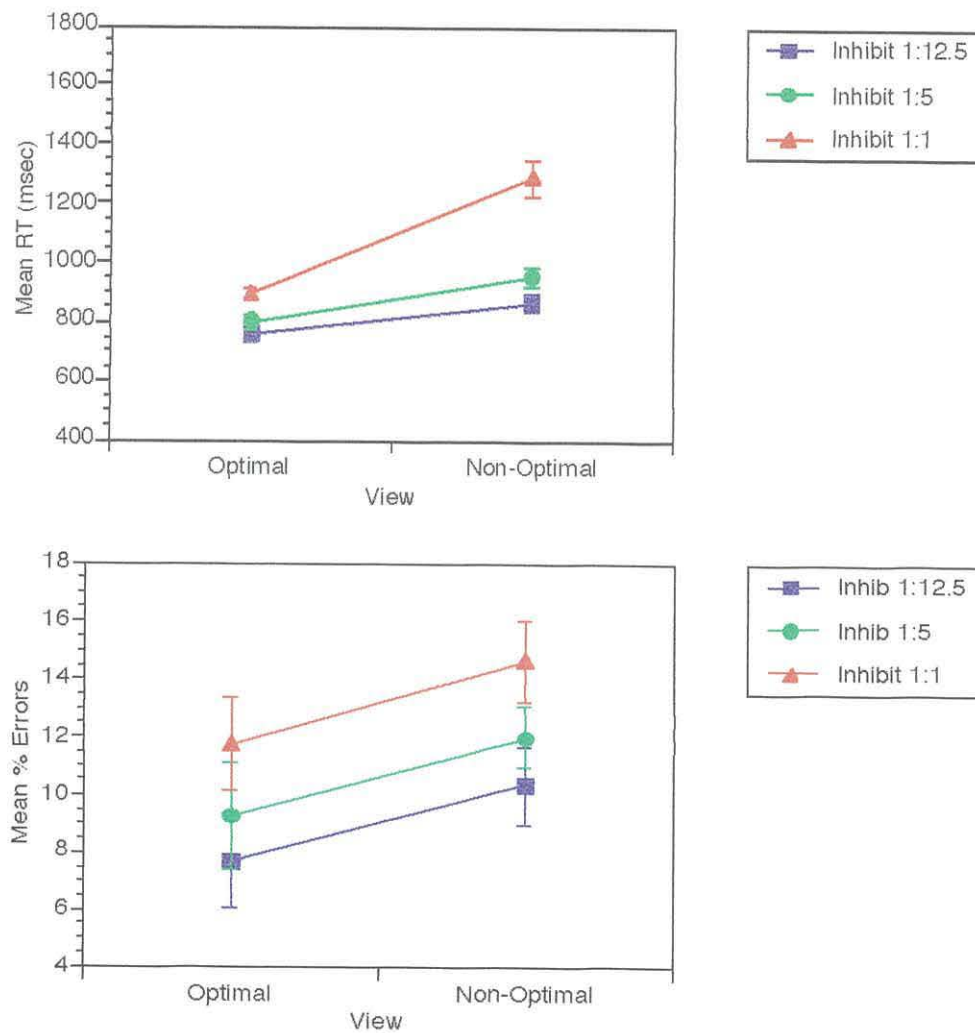 1800
1600
1400
1200
1000
800
600
400
Mean RT (msec)
Optimal
Non-Optimal
View
Inhibit 1:12.5
Inhibit 1:5
Inhibit 1:1
18
16
14
12
10
8
6
4
Mean % Errors
Optimal
Non-Optimal
View
Inhib 1:12.5
Inhib 1:5
Inhibit 1:1